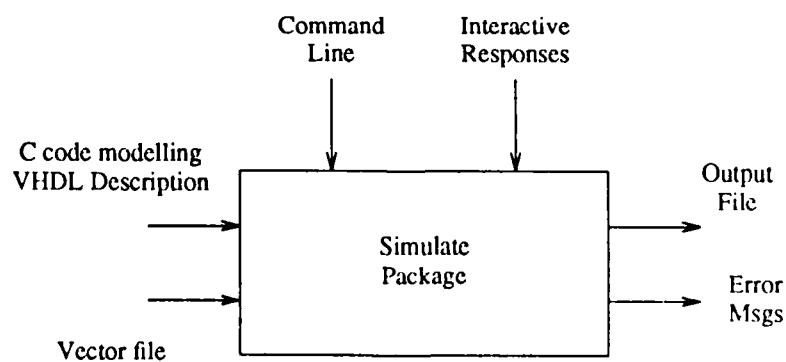 Command
Line
Interactive
Responses
C code modelling
VHDL Description
Output
File
Simulate
Package
Error
Msgs
Vector file